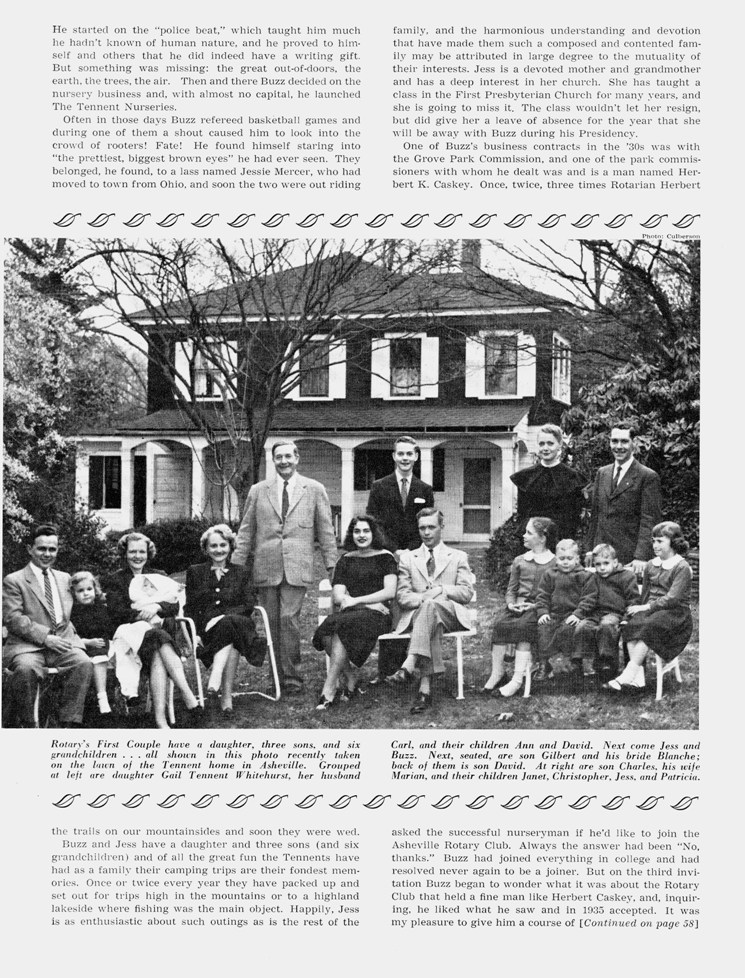 He started on the "police beat," which taught him much
he hadn't known of human nature, and he proved to him-
self and others that he did indeed have a writing gift.
But something was missing: the great out-of-doors, the
earth, the trees, the air. Then and there Buzz decided on the
nursery business and, with almost no capital, he launched
The Tennent Nurseries.
Often in those days Buzz refereed basketball games and
during one of them a shout caused him to look into the
crowd of rooters! Fate! He found himself staring into
"the prettiest, biggest brown eyes" he had ever seen. They
belonged, he found, to a lass named Jessie Mercer, who had
moved to town from Ohio, and soon the two were out riding
family, and the harmonious understanding and devotion
that have made them such a composed and contented fam-
ily may be attributed in large degree to the mutuality of
their interests. Jess is a devoted mother and grandmother
and has a deep interest in her church. She has taught a
class in the First Presbyterian Church for many years, and
she is going to miss it. The class wouldn't let her resign,
but did give her a leave of absence for the year that she
will be away with Buzz during his Presidency.
One of Buzz's business contracts in the '30s was with
the Grove Park Commission, and one of the park commis-
sioners with whom he dealt was and is a man named Her-
bert K. Caskey. Once, twice, three times Rotarian Herbert
Photo: Culberson
Rotary's First Couple have a daughter, three sons, and six
grandchildren . . . all shown in this photo recently taken
on the lawn of the Tennent home in Asheville. Grouped
at left are daughter Gail Tennent Whitehurst, her husband
Carl, and their children Ann and David. Next come Jess and
Buzz. Next, seated, are son Gilbert and his bride Blanche;
back of them is son David. At right are son Charles, his wife
Marian, and their children Janet, Christopher, Jess, and Patricia.
the trails on our mountainsides and soon they were wed.
Buzz and Jess have a daughter and three sons (and six
grandchildren) and of all the great fun the Tennents have
had as a family their camping trips are their fondest mem-
ories. Once or twice every year they have packed up and
set out for trips high in the mountains or to a highland
lakeside where fishing was the main object. Happily, Jess
is as enthusiastic about such outings as is the rest of the
asked the successful nurseryman if he'd like to join the
Asheville Rotary Club. Always the answer had been "No,
thanks." Buzz had joined everything in college and had
resolved never again to be a joiner. But on the third invi-
tation Buzz began to wonder what it was about the Rotary
Club that held a fine man like Herbert Caskey, and, inquir-
ing, he liked what he saw and in 1935 accepted. It was
my pleasure to give him a course of [Continued on page 58]